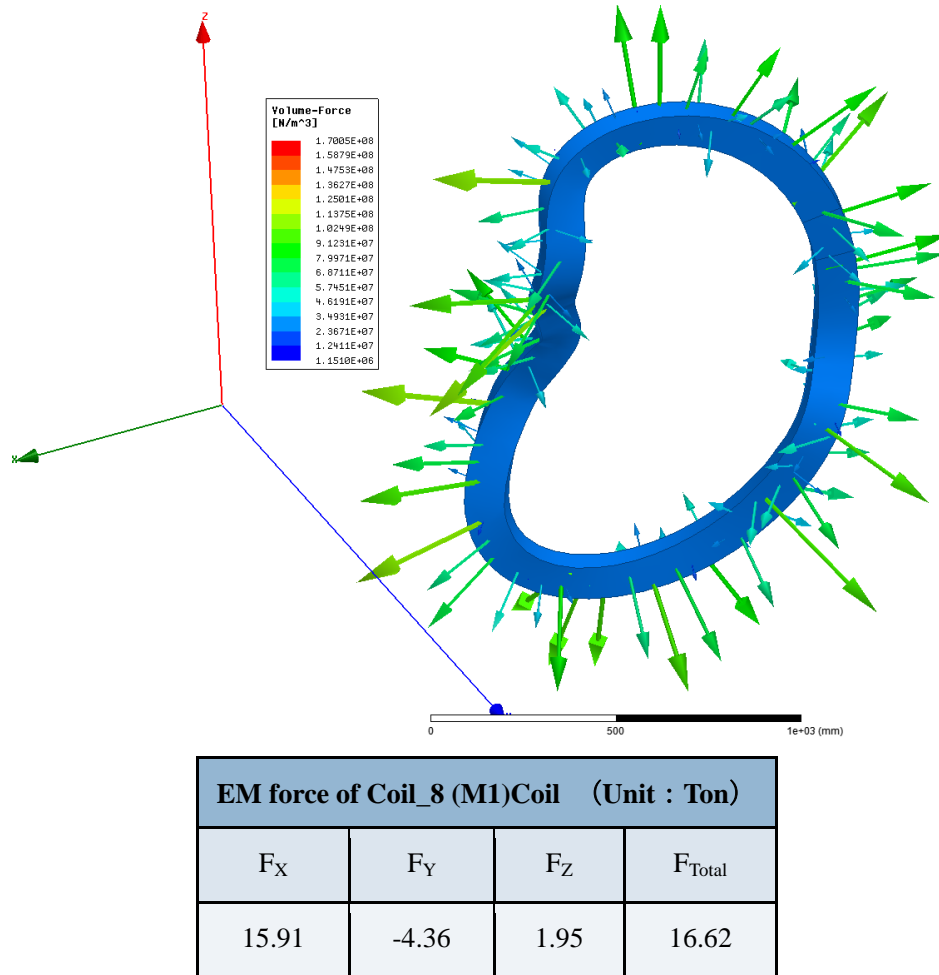 Z
Volume-Force
[N/m^3]
1.7005E+08
1.5879E+08
1.4753E+08
1.3627E+08
1.2501E+08
1.1375E+08
1.0249E+08
9.1231E+07
7.9971E+07
6.8711E+07
5.7451E+07
4.6191E+07
3.4931E+07
2.3671E+07
1.2411E+07
1.1510E+06
X
0 500 1e+03 (mm)
EM force of Coil_8 (M1)Coil （Unit：Ton）
FX FY FZ FTotal
15.91 -4.36 1.95 16.62